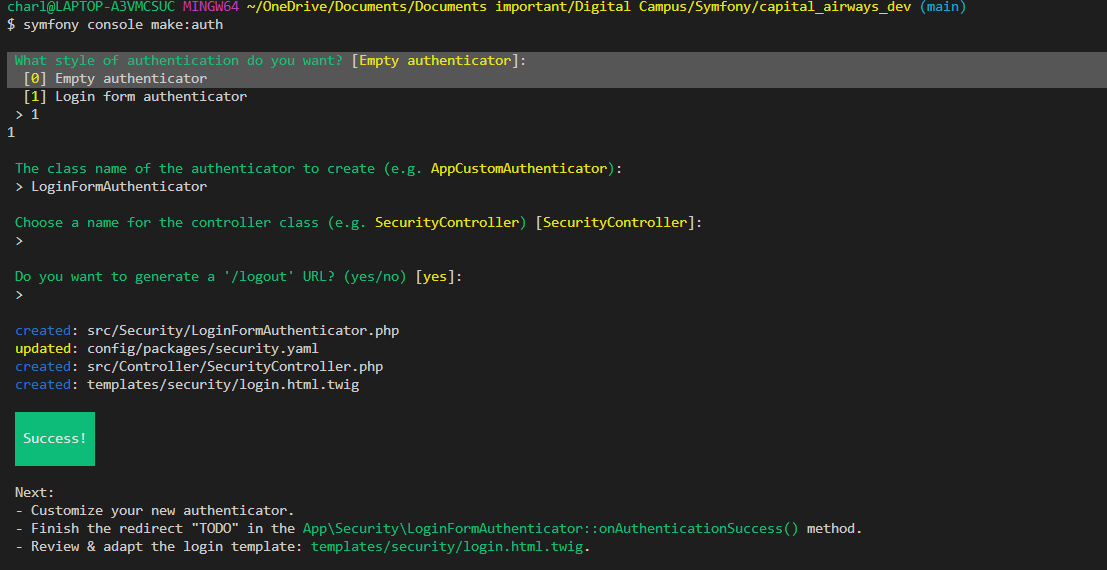 charl@LAPTOP-A3VMCSUC MINGW64 ~/OneDrive/Documents/Documents important/Digital Campus/Symfony/capital_airways_dev (main)
$ symfony console make:auth
What style of authentication do you want? [Empty authenticator]:
[0] Empty authenticator
[1] Login form authenticator
> 1
1
The class name of the authenticator to create (e.g. AppCustomAuthenticator):
> LoginFormAuthenticator
Choose a name for the controller class (e.g. SecurityController) [SecurityController]:
>
Do you want to generate a '/logout' URL? (yes/no) [yes]:
>
created: src/Security/LoginFormAuthenticator.php
updated: config/packages/security.yaml
created: src/Controller/SecurityController.php
created: templates/security/login.html.twig
Success!
Next:
- Customize your new authenticator.
- Finish the redirect "TODO" in the App\Security\LoginFormAuthenticator::onAuthenticationSuccess() method.
- Review & adapt the login template: templates/security/login.html.twig.